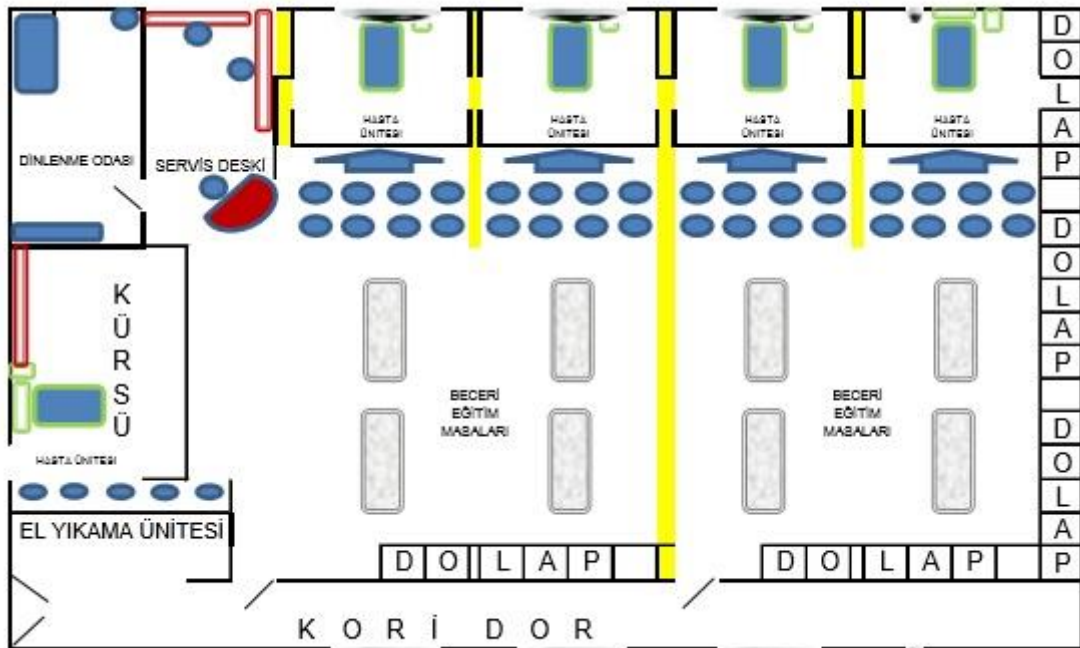 HASTA
ÜNİTESİ
HASTA
ÜNİTESİ
HASTA
ÜNİTESİ
HASTA
ÜNİTESİ
DİNLENME ODASI
SERVİS DESKİ
KÜRSÜ
HASTA ÜNİTESİ
EL YIKAMA ÜNİTESİ
BECERİ
EĞİTİM
MASALARI
BECERİ
EĞİTİM
MASALARI
DOLAP
DOLAP
DOLAP
DOLAP
DOLAP
KORİDOR